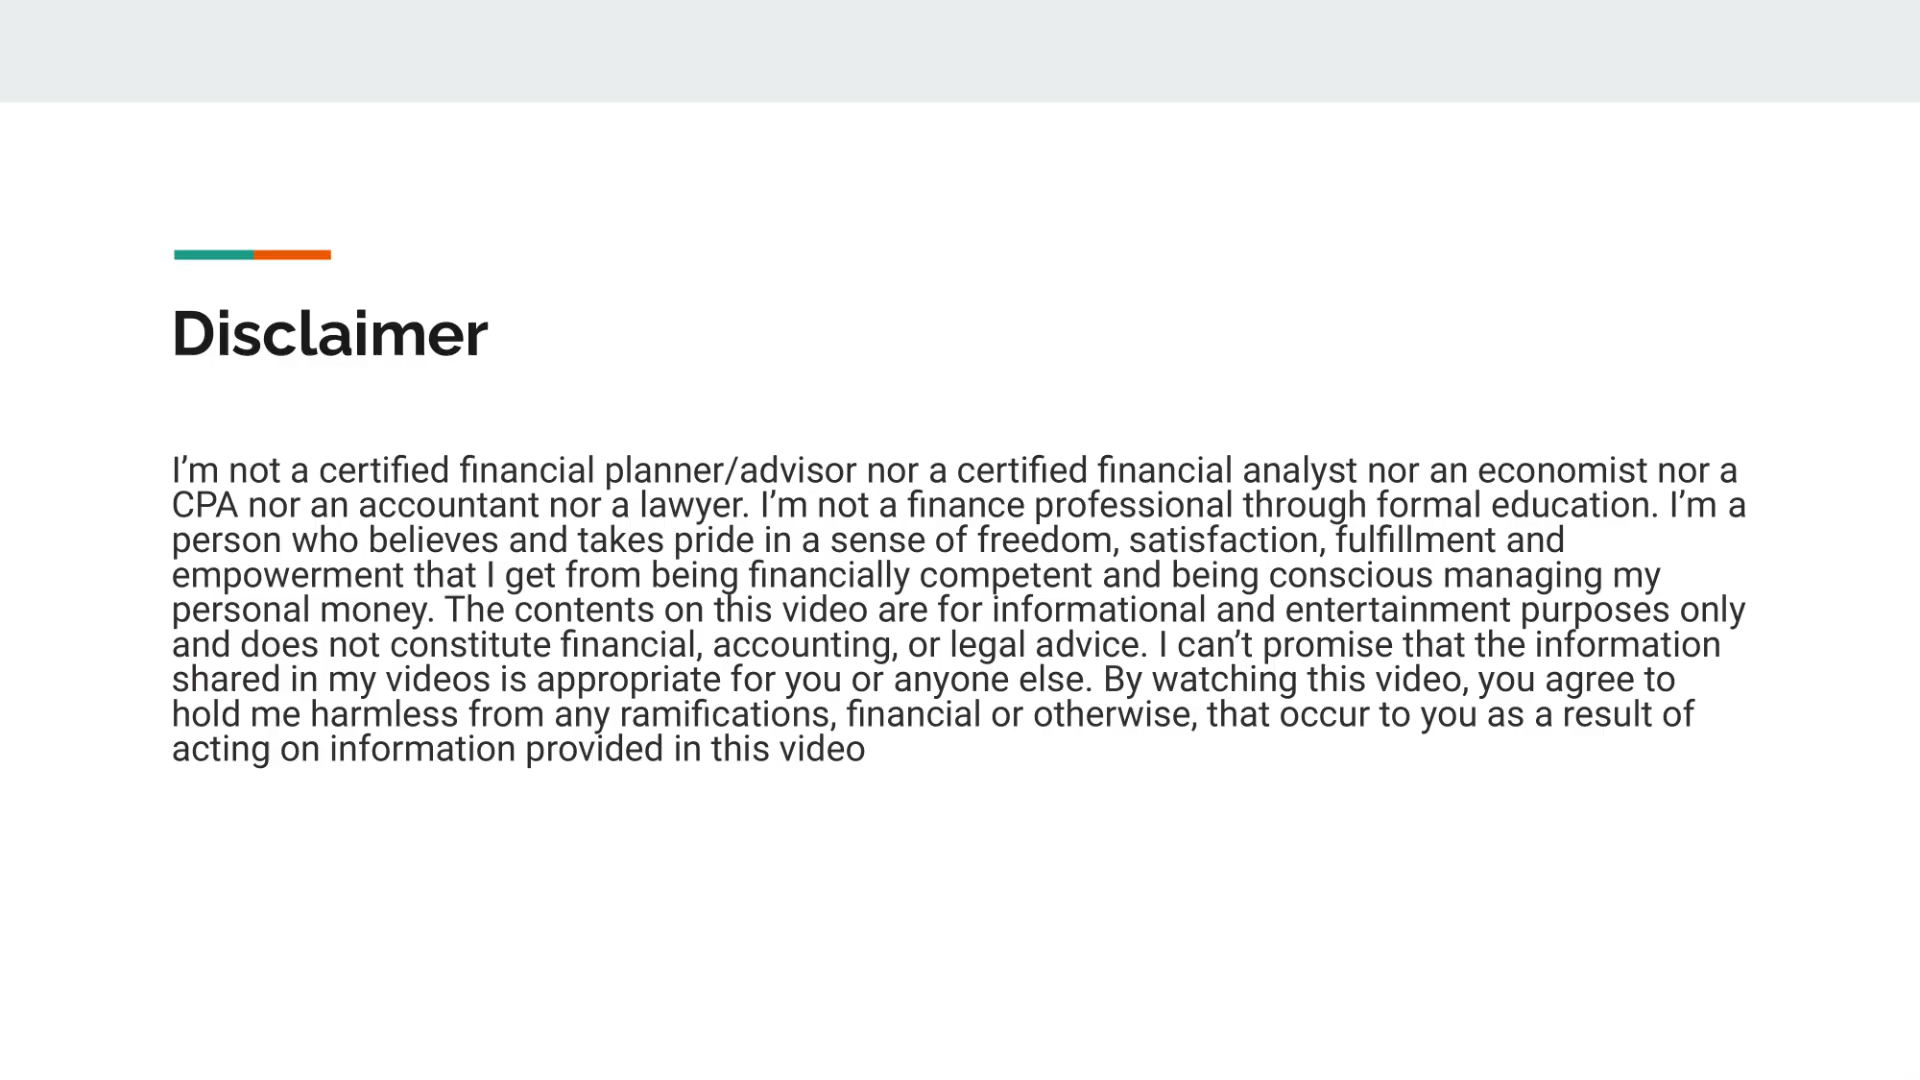 Disclaimer
I’m not a certified financial planner/advisor nor a certified financial analyst nor an economist nor a
CPA nor an accountant nor a lawyer. I’m not a finance professional through formal education. I’m a
person who believes and takes pride in a sense of freedom, satisfaction, fulfillment and
empowerment that I get from being financially competent and being conscious managing my
personal money. The contents on this video are for informational and entertainment purposes only
and does not constitute financial, accounting, or legal advice. I can’t promise that the information
shared in my videos is appropriate for you or anyone else. By watching this video, you agree to
hold me harmless from any ramifications, financial or otherwise, that occur to you as a result of
acting on information provided in this video